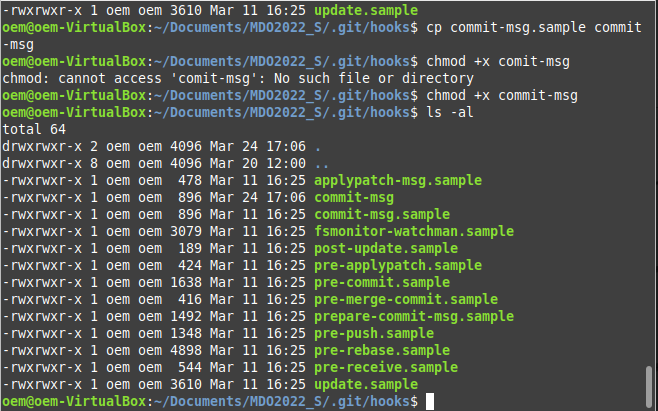 -rwxrwxr-x 1 oem oem 3610 Mar 11 16:25 update.sample
oem@oem-VirtualBox:~/Documents/MDO2022_S/.git/hooks$ cp commit-msg.sample commit
-msg
oem@oem-VirtualBox:~/Documents/MDO2022_S/.git/hooks$ chmod +x comit-msg
chmod: cannot access 'comit-msg': No such file or directory
oem@oem-VirtualBox:~/Documents/MDO2022_S/.git/hooks$ chmod +x commit-msg
oem@oem-VirtualBox:~/Documents/MDO2022_S/.git/hooks$ ls -al
total 64
drwxrwxr-x 2 oem oem 4096 Mar 24 17:06 .
drwxrwxr-x 8 oem oem 4096 Mar 20 12:00 ..
-rwxrwxr-x 1 oem oem  478 Mar 11 16:25 applypatch-msg.sample
-rwxrwxr-x 1 oem oem  896 Mar 24 17:06 commit-msg
-rwxrwxr-x 1 oem oem  896 Mar 11 16:25 commit-msg.sample
-rwxrwxr-x 1 oem oem 3079 Mar 11 16:25 fsmonitor-watchman.sample
-rwxrwxr-x 1 oem oem  189 Mar 11 16:25 post-update.sample
-rwxrwxr-x 1 oem oem  424 Mar 11 16:25 pre-applypatch.sample
-rwxrwxr-x 1 oem oem 1638 Mar 11 16:25 pre-commit.sample
-rwxrwxr-x 1 oem oem  416 Mar 11 16:25 pre-merge-commit.sample
-rwxrwxr-x 1 oem oem 1492 Mar 11 16:25 prepare-commit-msg.sample
-rwxrwxr-x 1 oem oem 1348 Mar 11 16:25 pre-push.sample
-rwxrwxr-x 1 oem oem 4898 Mar 11 16:25 pre-rebase.sample
-rwxrwxr-x 1 oem oem  544 Mar 11 16:25 pre-receive.sample
-rwxrwxr-x 1 oem oem 3610 Mar 11 16:25 update.sample
oem@oem-VirtualBox:~/Documents/MDO2022_S/.git/hooks$